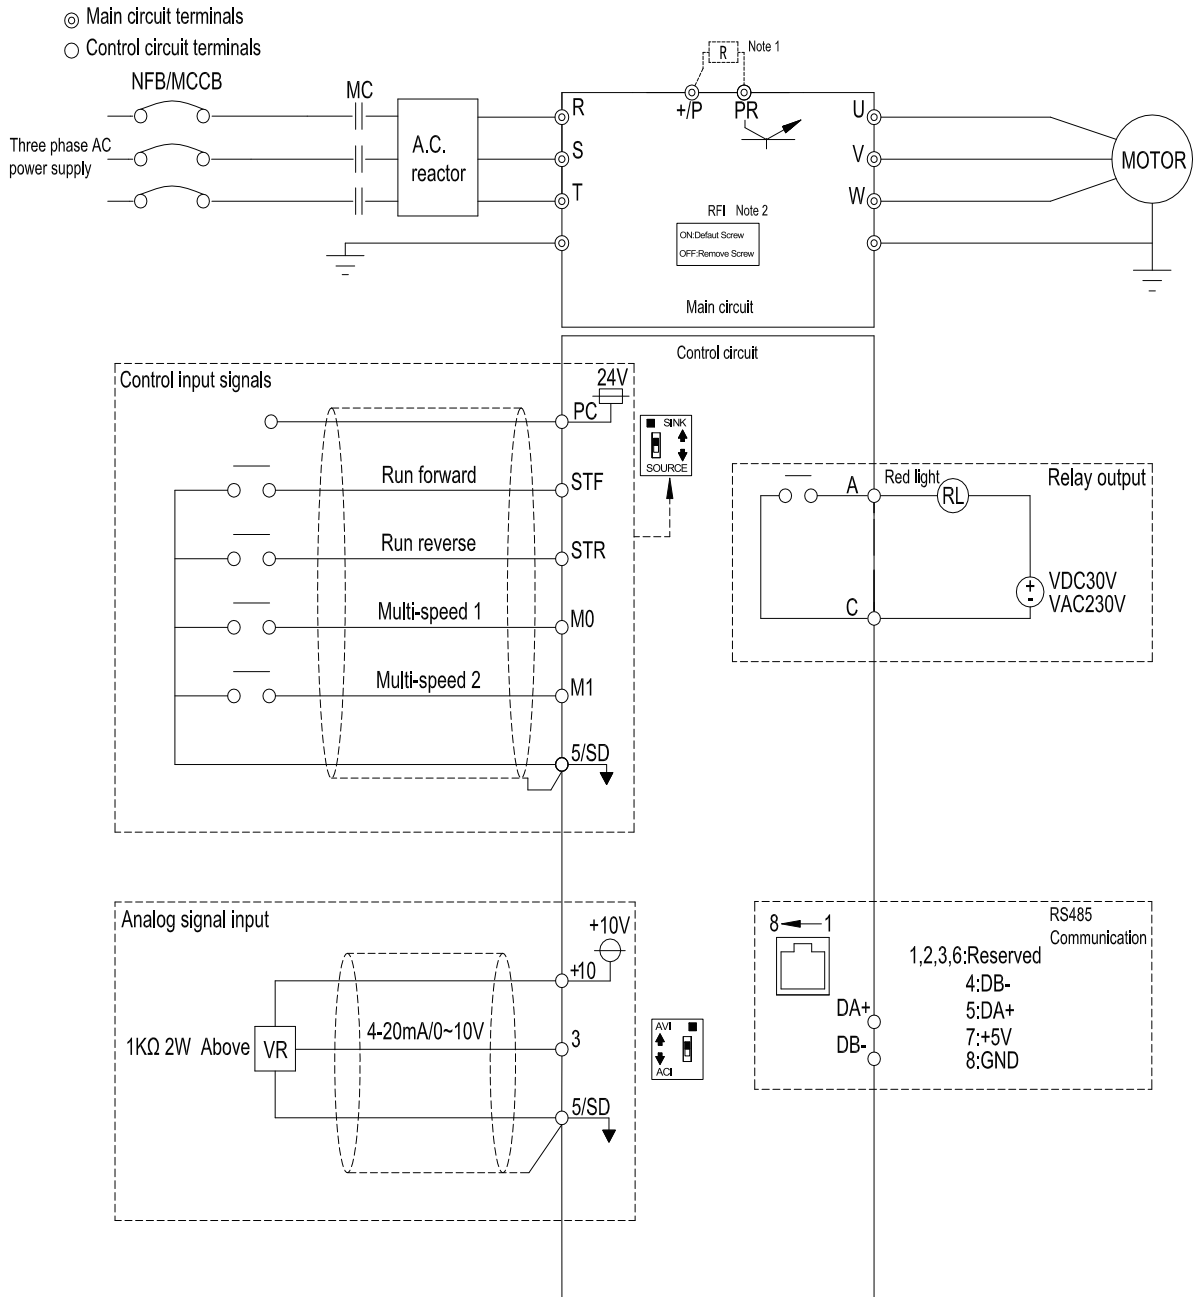 Main circuit terminals
Control circuit terminals
NFB/MCCB
MC
Three phase AC
power supply
A.C.
reactor
R
S
T
R
Note 1
+/P
PR
U
V
W
MOTOR
RFI Note 2
ON:Defaut Screw
OFF:Remove Screw
Main circuit
Control circuit
Control input signals
24V
PC
SINK
SOURCE
Run forward
STF
Run reverse
STR
Multi-speed 1
M0
Multi-speed 2
M1
5/SD
Relay output
A
Red light
RL
+
-
VDC30V
VAC230V
C
Analog signal input
+10V
+10
4-20mA/0~10V
3
1KΩ 2W Above
VR
5/SD
AVI
ACI
RS485
Communication
8
1
1,2,3,6:Reserved
4:DB-
5:DA+
7:+5V
8:GND
DA+
DB-